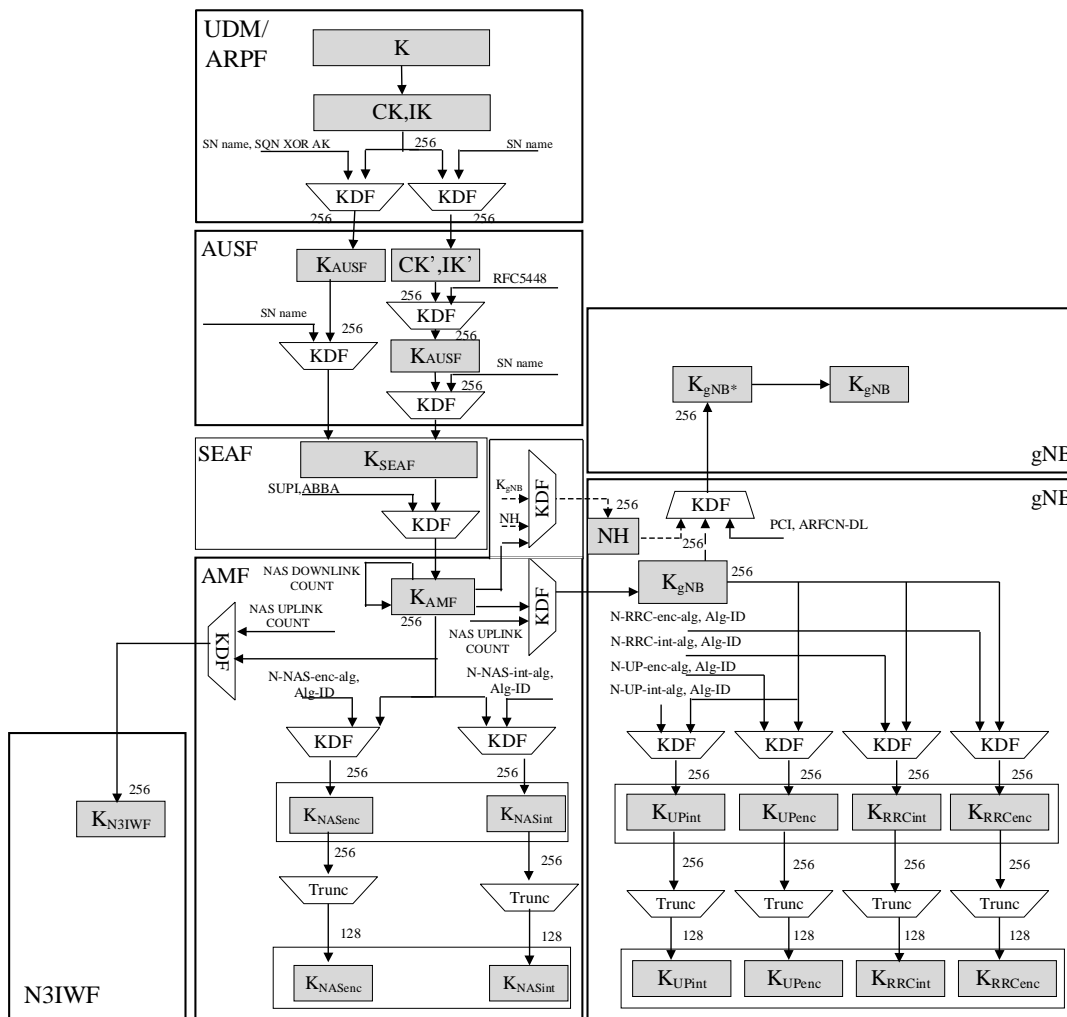 UDM/
ARPF
K
CK,IK
SN name, SQN XOR AK
256
SN name
KDF
KDF
256
256
AUSF
KAUSF
CK’,IK’
RFC5448
256
KDF
SN name
256
256
KDF
KAUSF
SN name
256
KDF
KgNB*
KgNB
256
gNB
SEAF
KSEAF
SUPI,ABBA
KDF
KgNB
NH
KDF
256
NH
gNB
KDF
PCI, ARFCN-DL
256
AMF
NAS DOWNLINK
COUNT
KAMF
256
KDF
NAS UPLINK
COUNT
KgNB
256
NAS UPLINK
COUNT
KDF
N-RRC-enc-alg, Alg-ID
N-RRC-int-alg, Alg-ID
N-UP-enc-alg, Alg-ID
N-UP-int-alg, Alg-ID
N-NAS-enc-alg,
Alg-ID
N-NAS-int-alg,
Alg-ID
KDF
KDF
KDF
KDF
KDF
KDF
256
256
256
256
256
256
256
KN3IWF
KNASenc
KNASint
KUPint
KUPenc
KRRCint
KRRCenc
256
256
256
256
256
256
Trunc
Trunc
Trunc
Trunc
Trunc
Trunc
128
128
128
128
128
128
KNASenc
KNASint
KUPint
KUPenc
KRRCint
KRRCenc
N3IWF